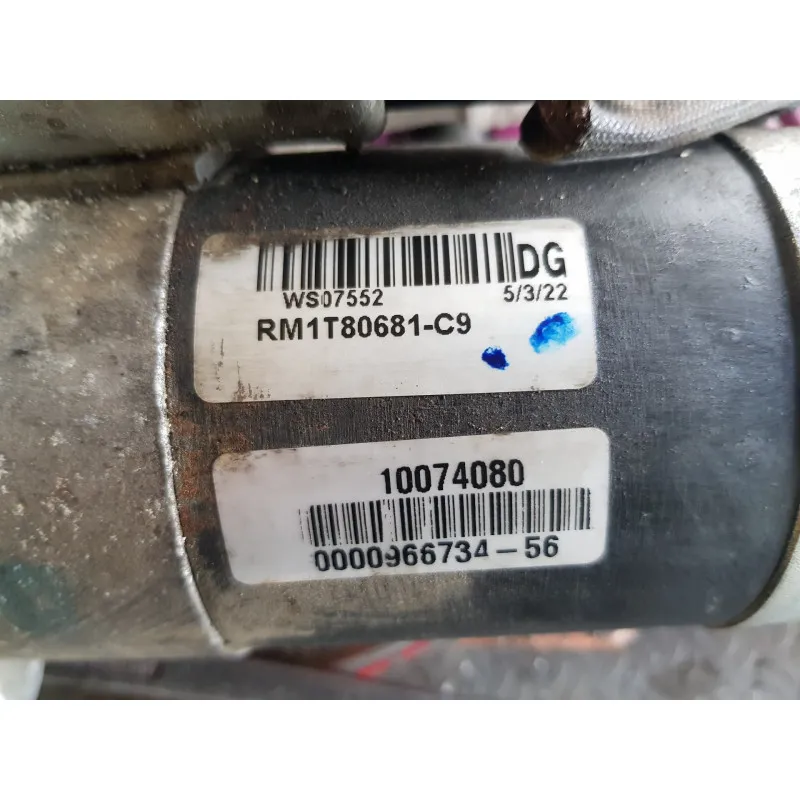 DG
WS07552 5/3/22
RM1T80681-C9
10074080
0000966734-56